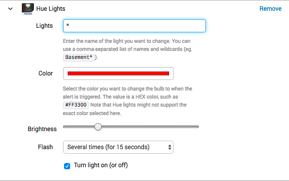 Hue Lights
Remove
Lights
*
Enter the name of the light you want to change. You can
use a comma-separated list of names and wildcards (eg.
Basement* ).
Color
Select the color you want to change the bulb to when the
alert is triggered. The value is a HEX color, such as
#FF3300 . Note that Hue lights might not support the
exact color selected here.
Brightness
Flash
Several times (for 15 seconds)
Turn light on (or off)